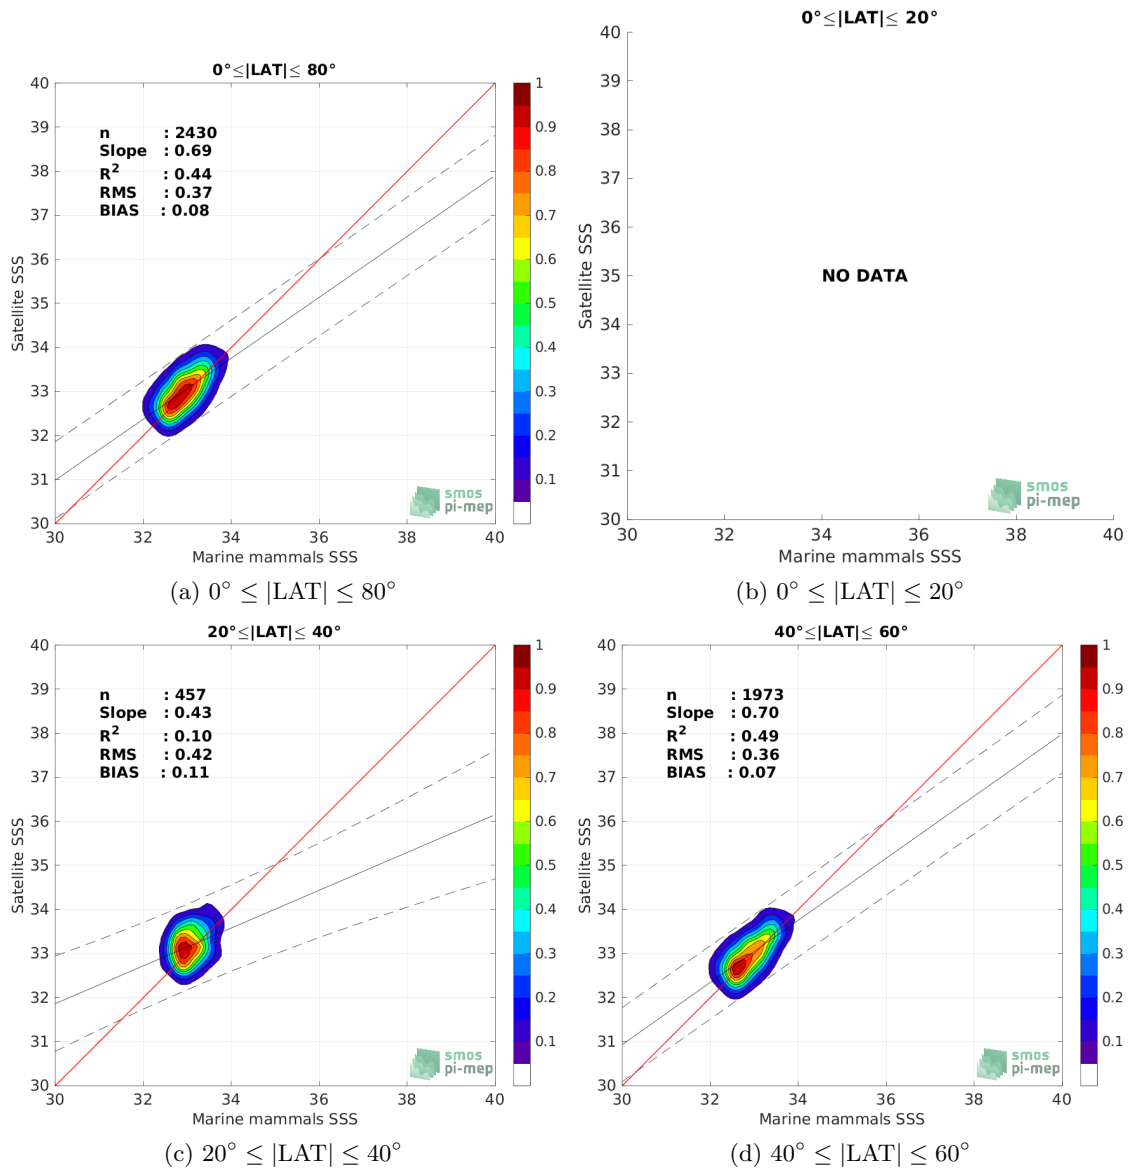 0°≤|LAT|≤ 80°
n : 2430
Slope : 0.69
R² : 0.44
RMS : 0.37
BIAS : 0.08
Satellite SSS
40
39
38
37
36
35
34
33
32
31
30
30 32 34 36 38 40
Marine mammals SSS
1
0.9
0.8
0.7
0.6
0.5
0.4
0.3
0.2
0.1
smos
pi-mep
(a) 0° ≤ |LAT| ≤ 80°
0°≤|LAT|≤ 20°
NO DATA
Satellite SSS
40
39
38
37
36
35
34
33
32
31
30
30 32 34 36 38 40
Marine mammals SSS
smos
pi-mep
(b) 0° ≤ |LAT| ≤ 20°
20°≤|LAT|≤ 40°
n : 457
Slope : 0.43
R² : 0.10
RMS : 0.42
BIAS : 0.11
Satellite SSS
40
39
38
37
36
35
34
33
32
31
30
30 32 34 36 38 40
Marine mammals SSS
1
0.9
0.8
0.7
0.6
0.5
0.4
0.3
0.2
0.1
smos
pi-mep
(c) 20° ≤ |LAT| ≤ 40°
40°≤|LAT|≤ 60°
n : 1973
Slope : 0.70
R² : 0.49
RMS : 0.36
BIAS : 0.07
Satellite SSS
40
39
38
37
36
35
34
33
32
31
30
30 32 34 36 38 40
Marine mammals SSS
1
0.9
0.8
0.7
0.6
0.5
0.4
0.3
0.2
0.1
smos
pi-mep
(d) 40° ≤ |LAT| ≤ 60°